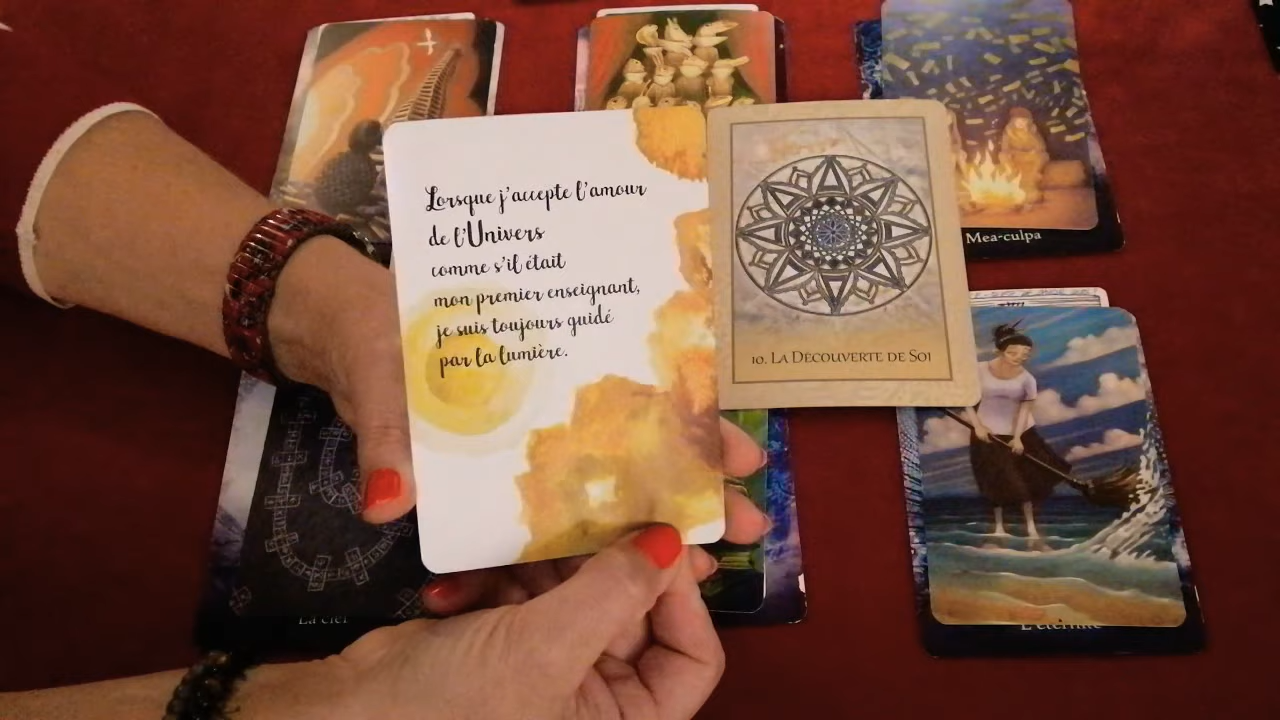 Lorsque j'accepte l'amour
de l'Univers
comme s'il était
mon premier enseignant,
je suis toujours guidé
par la lumière.
10. La Découverte de Soi
Mea-culpa
La clef
L'éternité